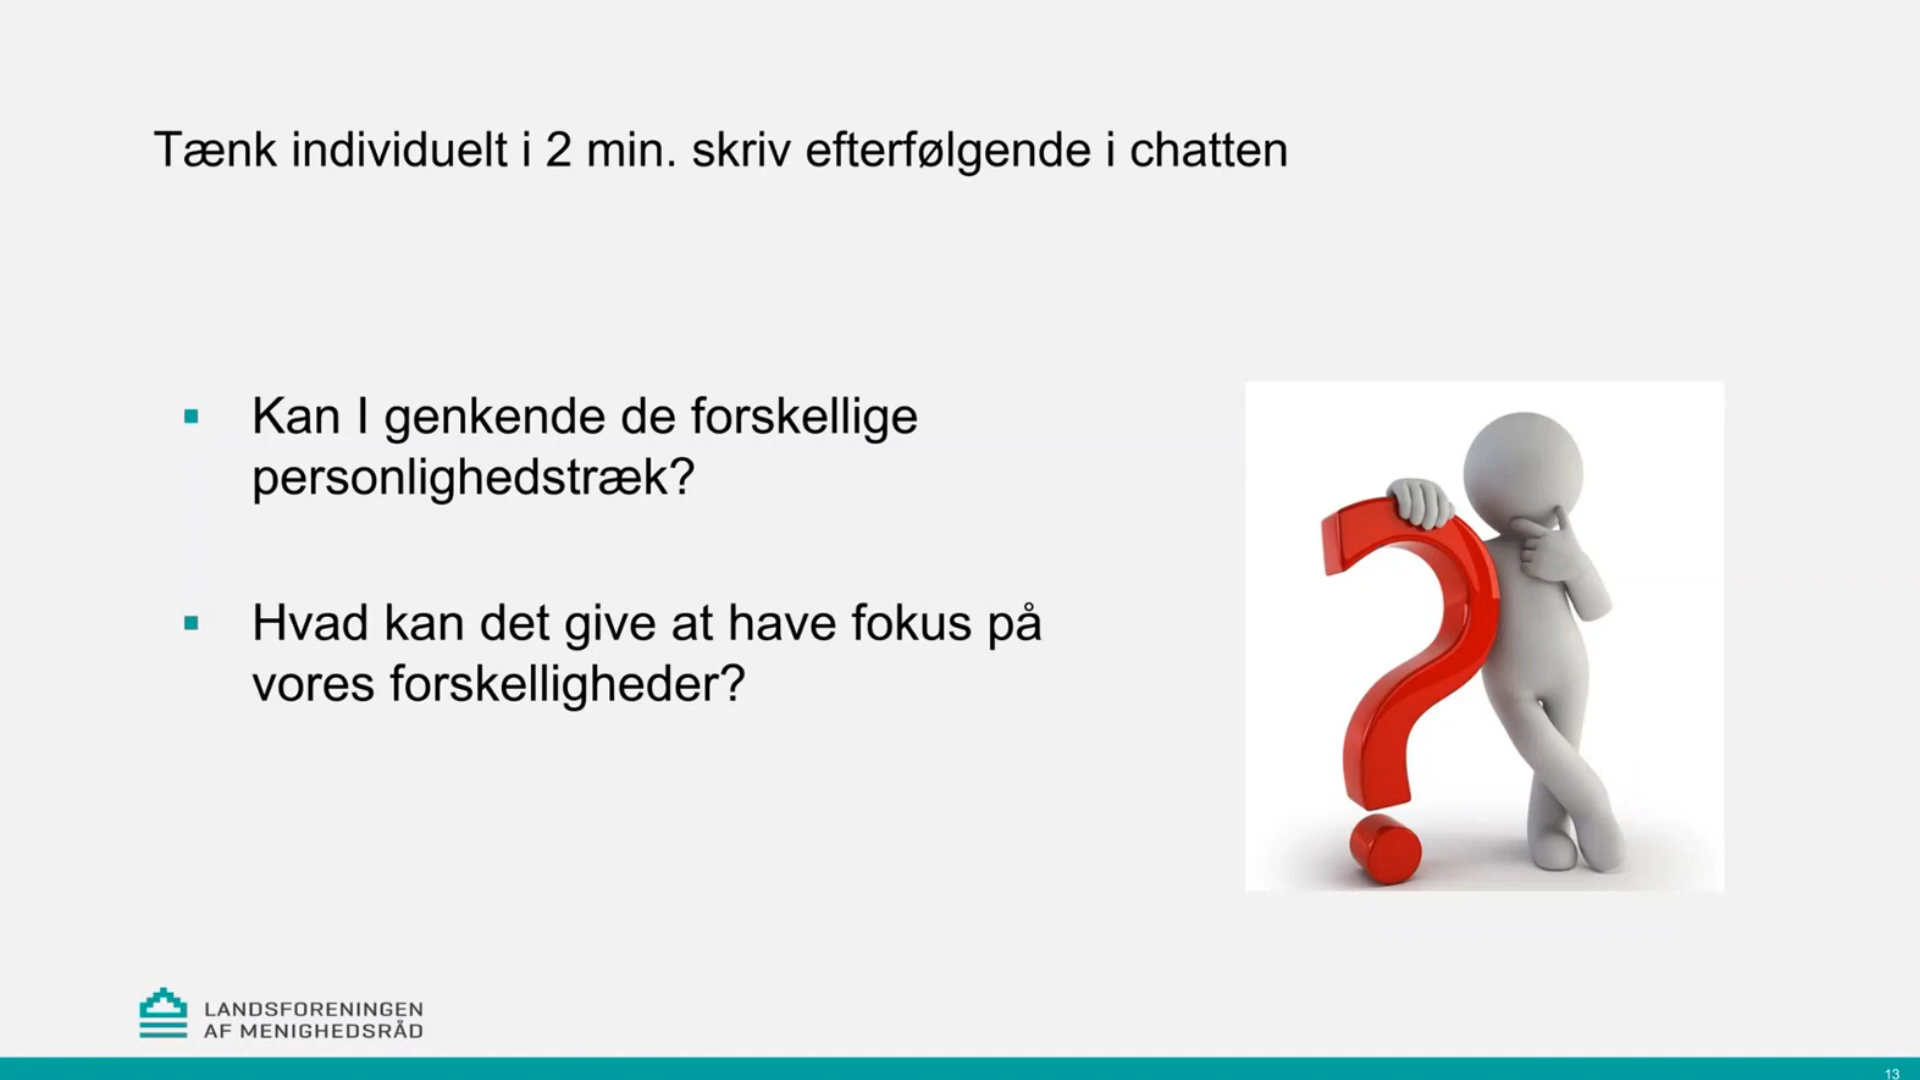 Tænk individuelt i 2 min. skriv efterfølgende i chatten
▪ Kan I genkende de forskellige
personlighedstræk?
▪ Hvad kan det give at have fokus på
vores forskelligheder?
LANDSFORENINGEN
AF MENIGHEDSRÅD
13